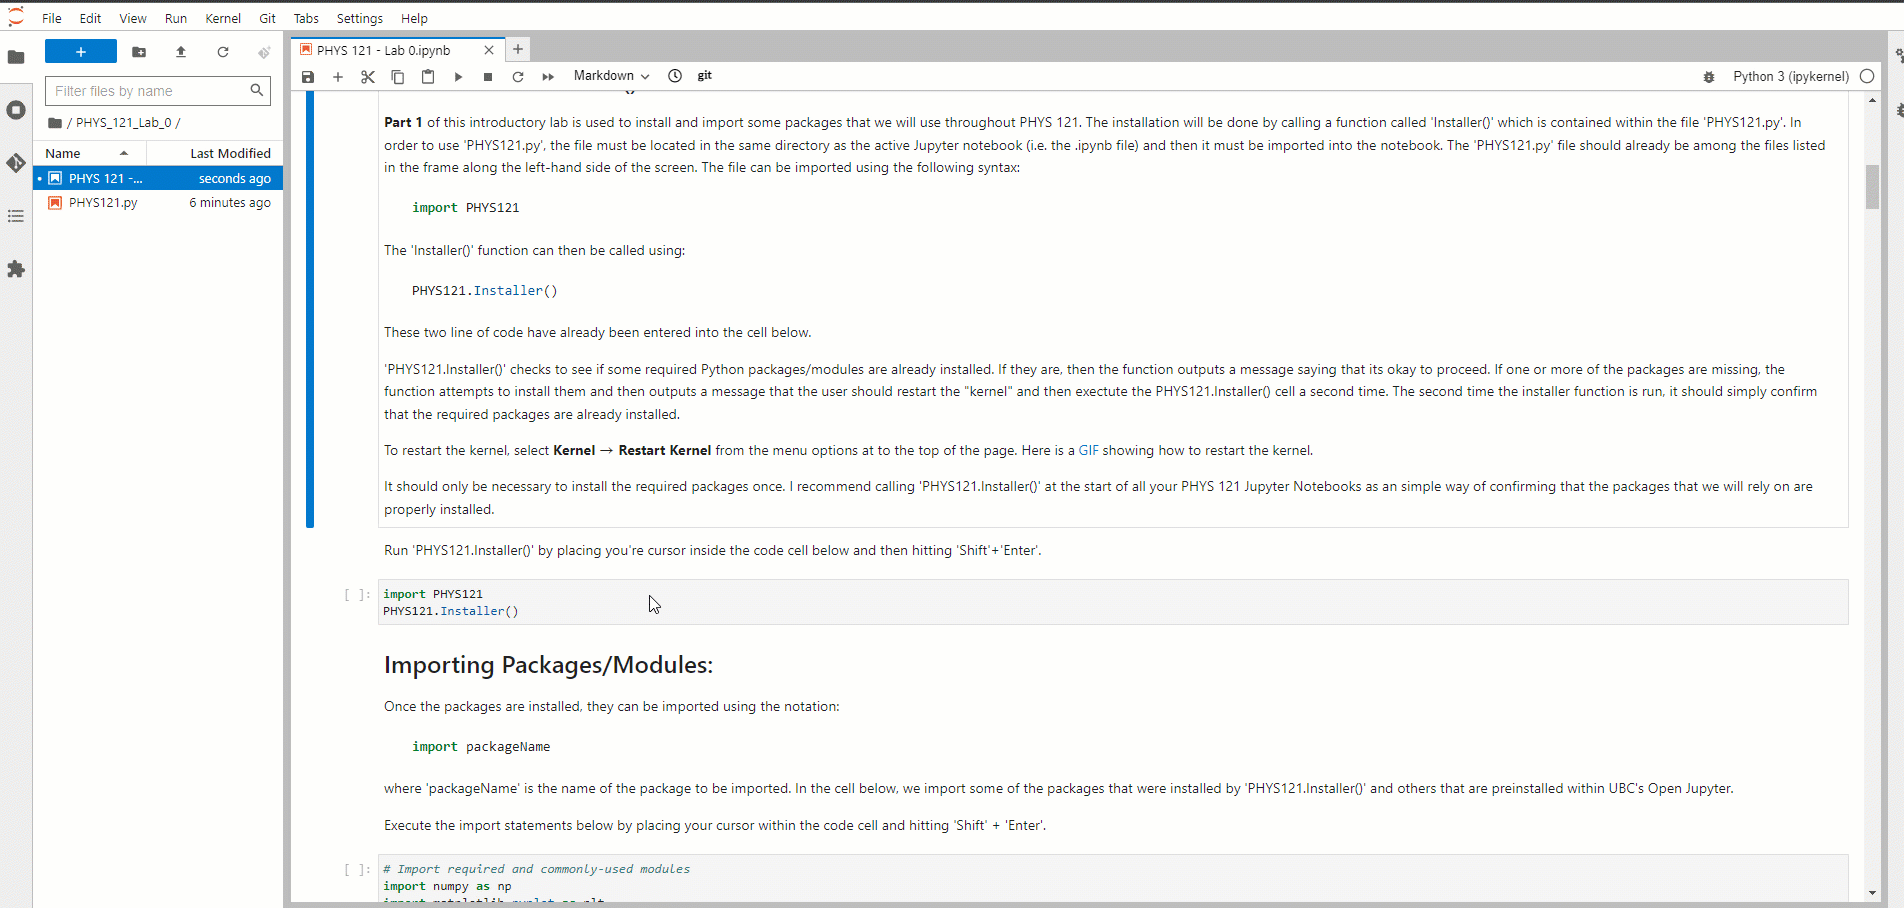 File Edit View Run Kernel Git Tabs Settings Help
PHYS 121 - Lab 0.ipynb
Markdown
git
Python 3 (ipykernel)
Filter files by name
/ PHYS_121_Lab_0 /
Name Last Modified
PHYS 121 -... seconds ago
PHYS121.py 6 minutes ago
Part 1 of this introductory lab is used to install and import some packages that we will use throughout PHYS 121. The installation will be done by calling a function called 'Installer()' which is contained within the file 'PHYS121.py'. In
order to use 'PHYS121.py', the file must be located in the same directory as the active Jupyter notebook (i.e. the .ipynb file) and then it must be imported into the notebook. The 'PHYS121.py' file should already be among the files listed
in the frame along the left-hand side of the screen. The file can be imported using the following syntax:
import PHYS121
The 'Installer()' function can then be called using:
PHYS121.Installer()
These two line of code have already been entered into the cell below.
'PHYS121.Installer()' checks to see if some required Python packages/modules are already installed. If they are, then the function outputs a message saying that its okay to proceed. If one or more of the packages are missing, the
function attempts to install them and then outputs a message that the user should restart the "kernel" and then exectute the PHYS121.Installer() cell a second time. The second time the installer function is run, it should simply confirm
that the required packages are already installed.
To restart the kernel, select Kernel → Restart Kernel from the menu options at to the top of the page. Here is a GIF showing how to restart the kernel.
It should only be necessary to install the required packages once. I recommend calling 'PHYS121.Installer()' at the start of all your PHYS 121 Jupyter Notebooks as an simple way of confirming that the packages that we will rely on are
properly installed.
Run 'PHYS121.Installer()' by placing you're cursor inside the code cell below and then hitting 'Shift'+'Enter'.
[ ]: import PHYS121
PHYS121.Installer()
Importing Packages/Modules:
Once the packages are installed, they can be imported using the notation:
import packageName
where 'packageName' is the name of the package to be imported. In the cell below, we import some of the packages that were installed by 'PHYS121.Installer()' and others that are preinstalled within UBC's Open Jupyter.
Execute the import statements below by placing your cursor within the code cell and hitting 'Shift' + 'Enter'.
[ ]: # Import required and commonly-used modules
import numpy as np
import matplotlib.pyplot as plt